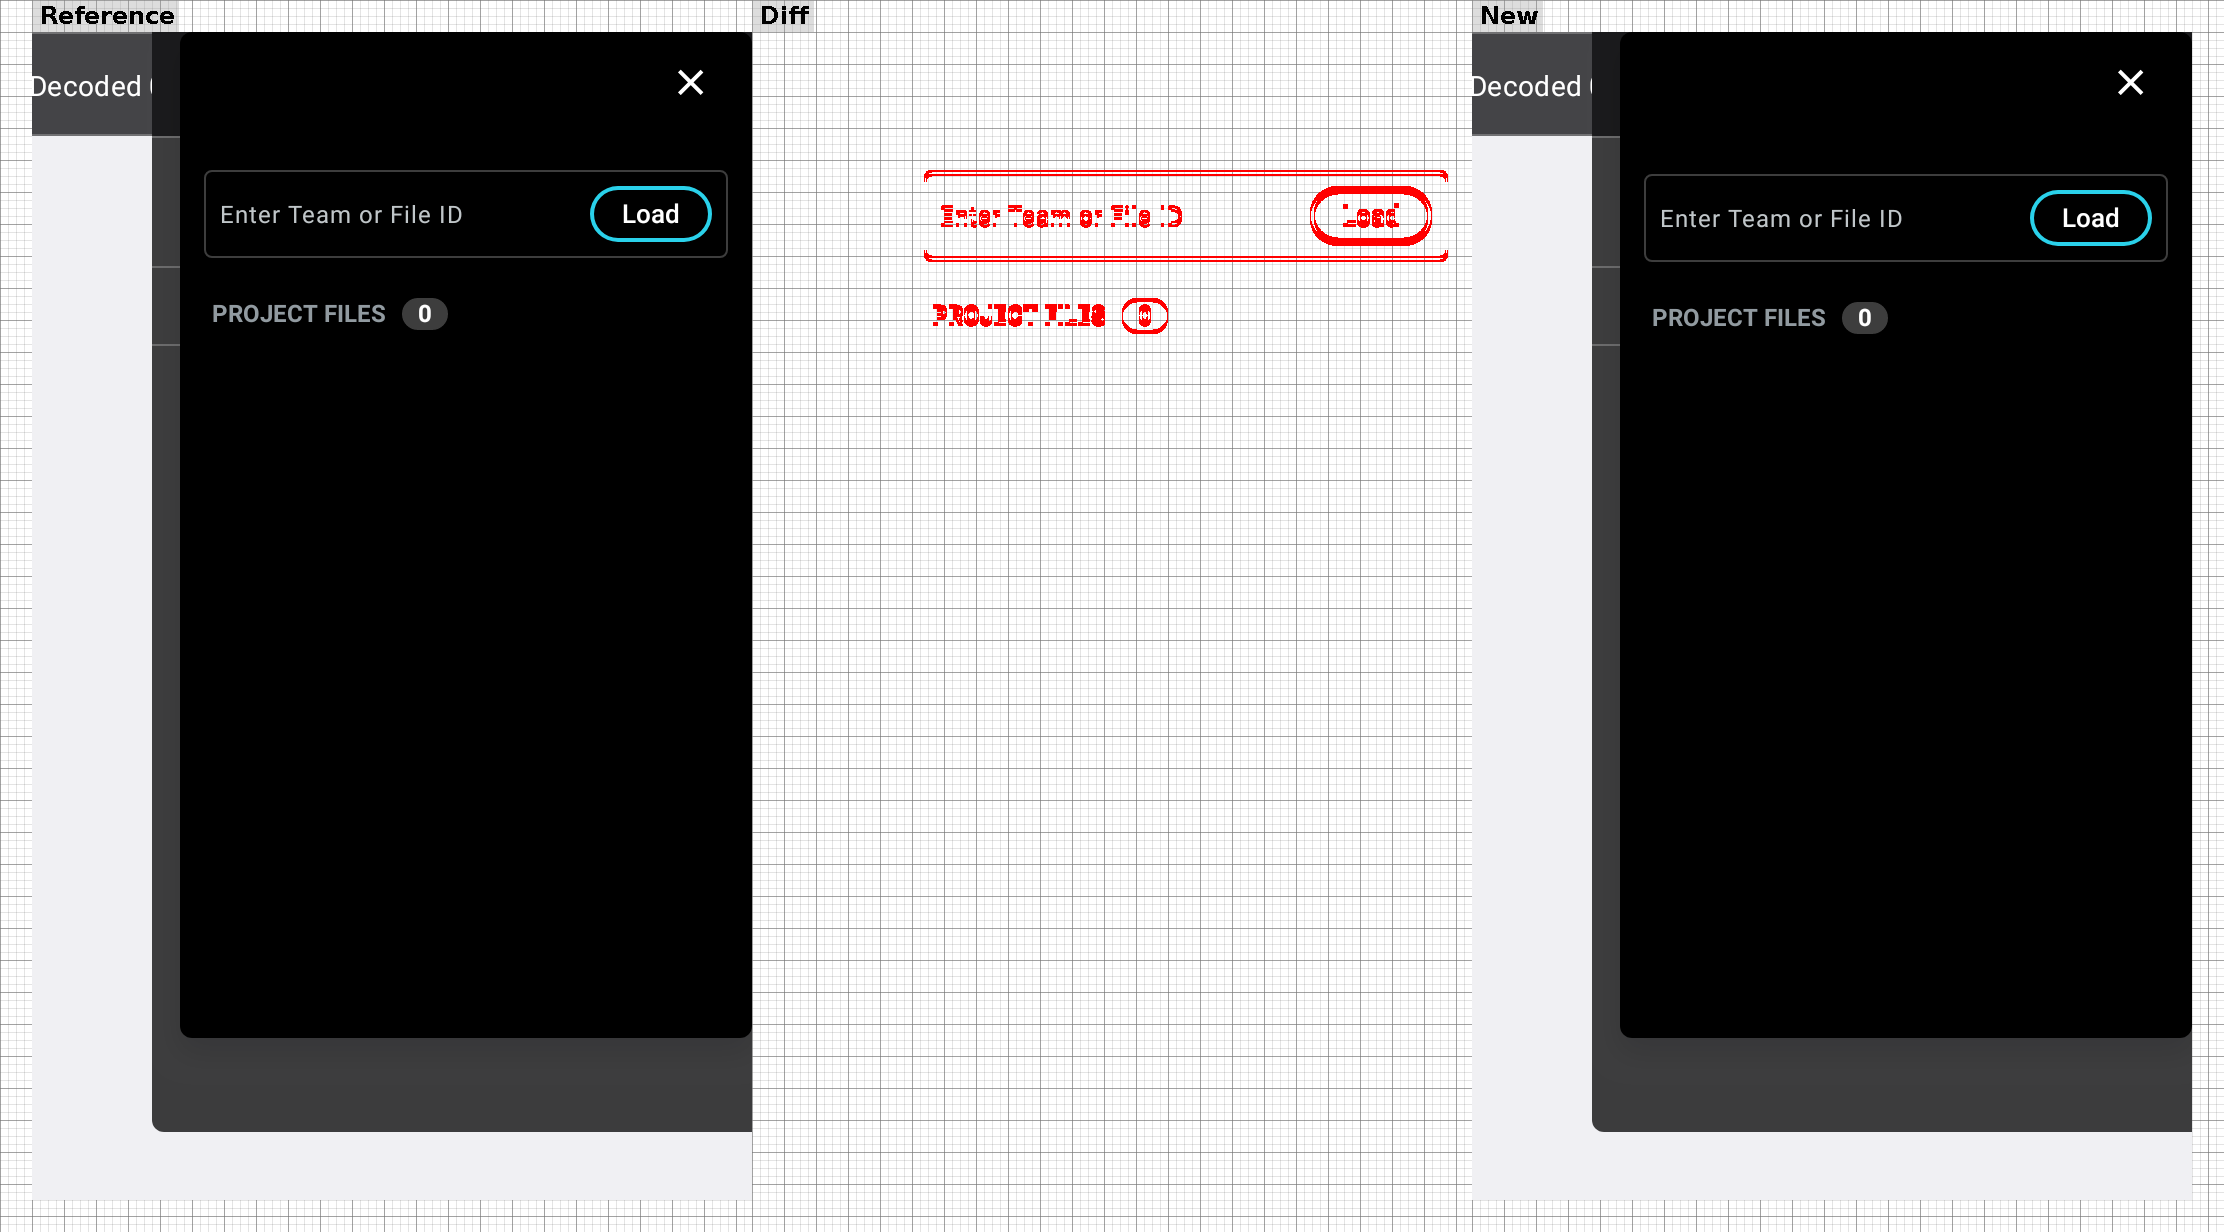 Reference
Decoded
Enter Team or File ID
Load
PROJECT FILES 0
Diff
Enter Team or File ID
Load
PROJECT FILES 0
New
Decoded
Enter Team or File ID
Load
PROJECT FILES 0